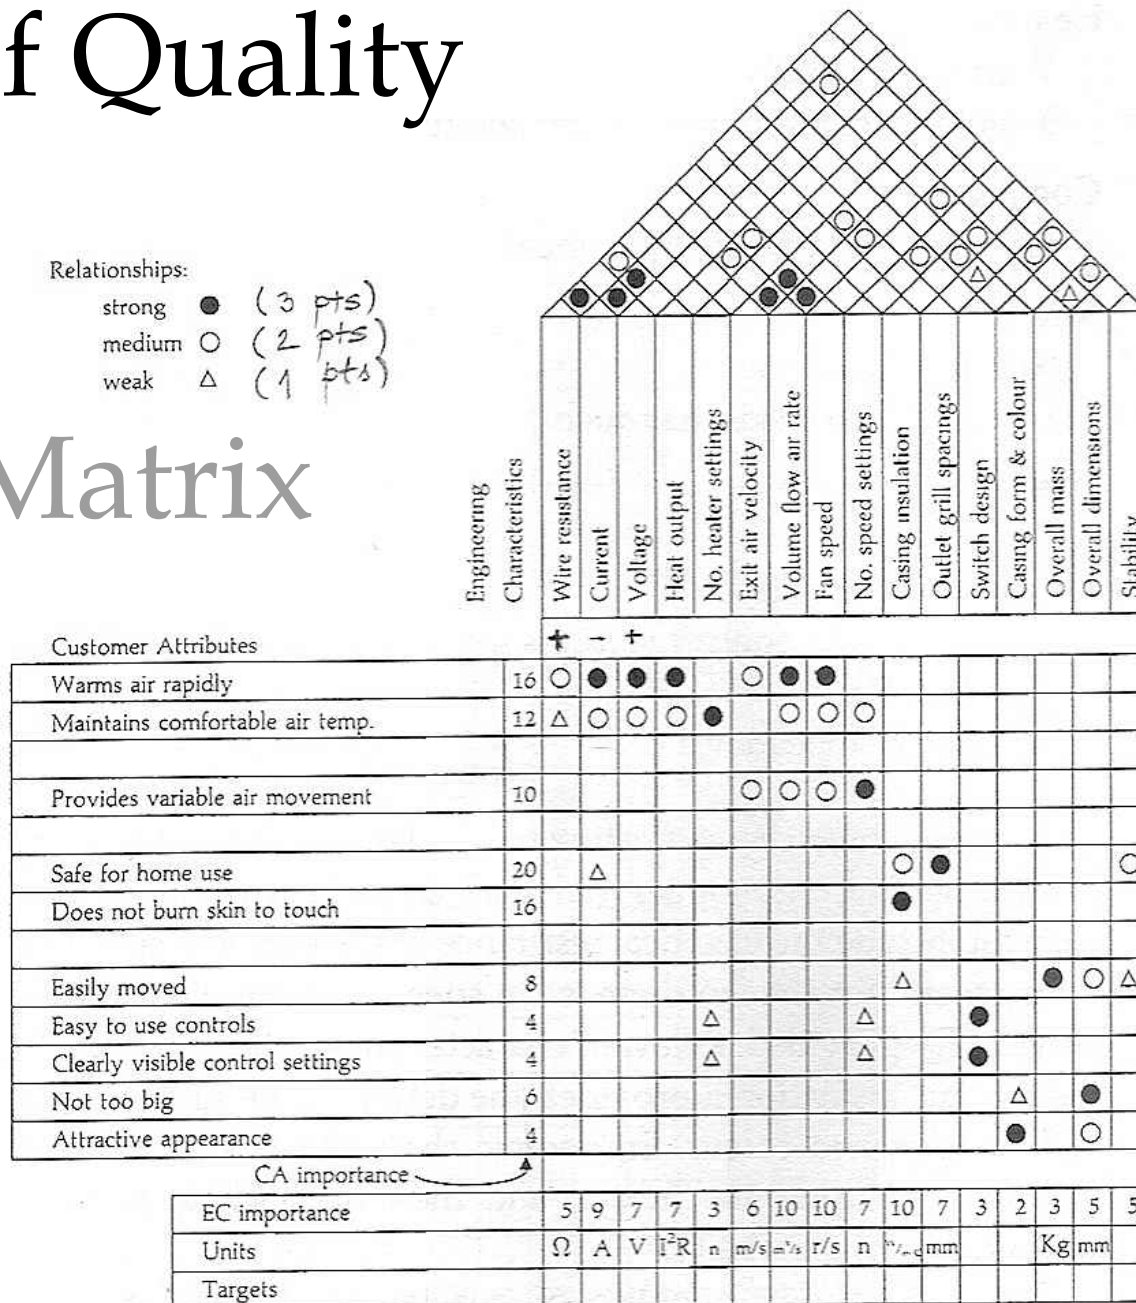 f Quality
Relationships:
strong ● (3 pts)
medium ○ (2 pts)
weak △ (1 pts)
Matrix
Engineering
Characteristics
Wire resistance
Current
Voltage
Heat output
No. heater settings
Exit air velocity
Volume flow air rate
Fan speed
No. speed settings
Casing insulation
Outlet grill spacings
Switch design
Casing form & colour
Overall mass
Overall dimensions
Stability
Customer Attributes + - +
Warms air rapidly 16
Maintains comfortable air temp. 12
Provides variable air movement 10
Safe for home use 20
Does not burn skin to touch 16
Easily moved 8
Easy to use controls 4
Clearly visible control settings 4
Not too big 6
Attractive appearance 4
CA importance
EC importance 5 9 7 7 3 6 10 10 7 10 7 3 2 3 5 5
Units Ω A V I²R n m/s m³/s r/s n mm Kg mm
Targets